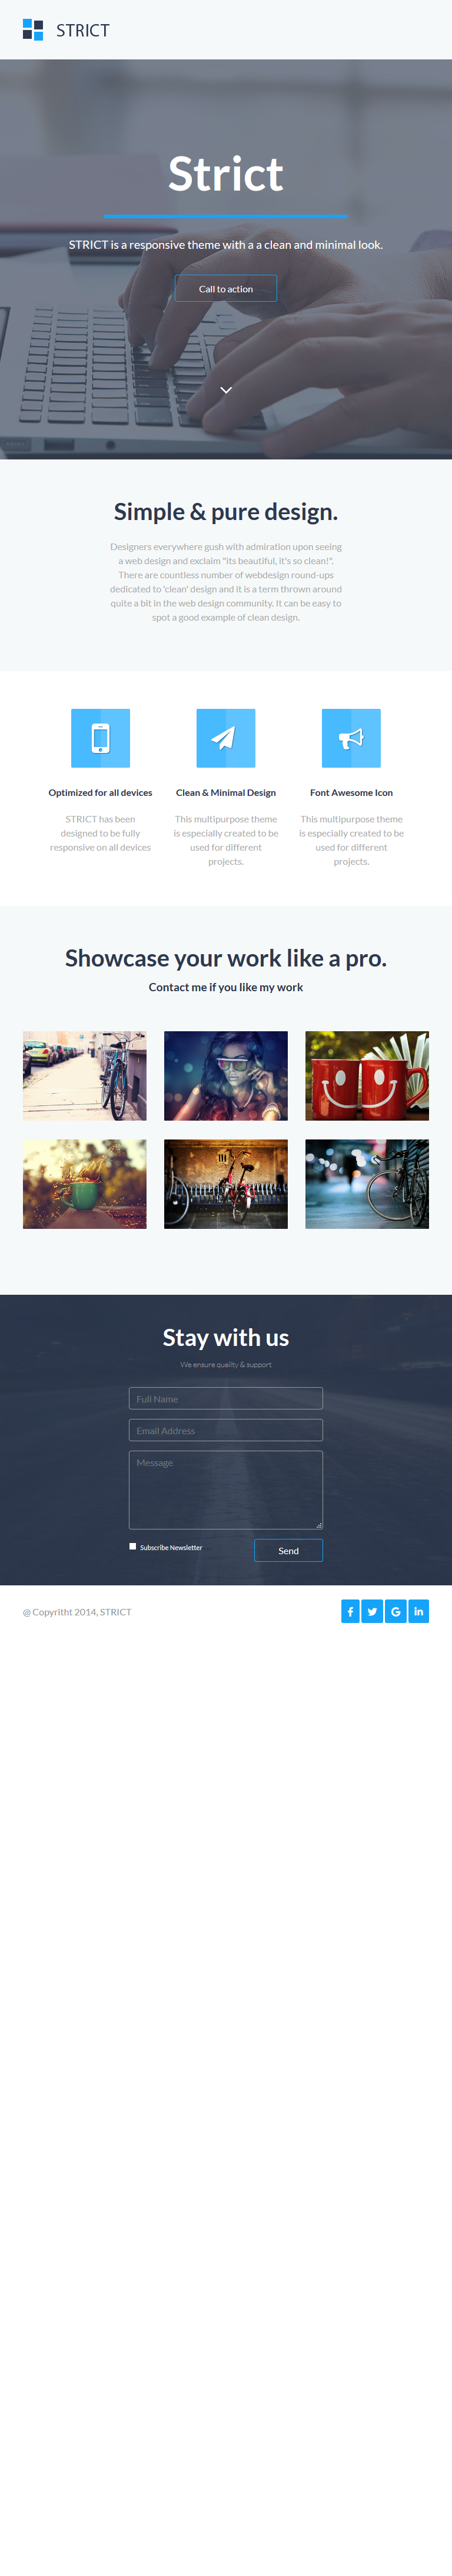 STRICT
Strict
STRICT is a responsive theme with a a clean and minimal look.
Call to action
Simple & pure design.
Designers everywhere gush with admiration upon seeing
a web design and exclaim "its beautiful, it's so clean!".
There are countless number of webdesign round-ups
dedicated to 'clean' design and it is a term thrown around
quite a bit in the web design community. It can be easy to
spot a good example of clean design.
Optimized for all devices
STRICT has been
designed to be fully
responsive on all devices
Clean & Minimal Design
This multipurpose theme
is especially created to be
used for different
projects.
Font Awesome Icon
This multipurpose theme
is especially created to be
used for different
projects.
Showcase your work like a pro.
Contact me if you like my work
Stay with us
We ensure quality & support
Full Name
Email Address
Message
Subscribe Newsletter
Send
@ Copyritht 2014, STRICT